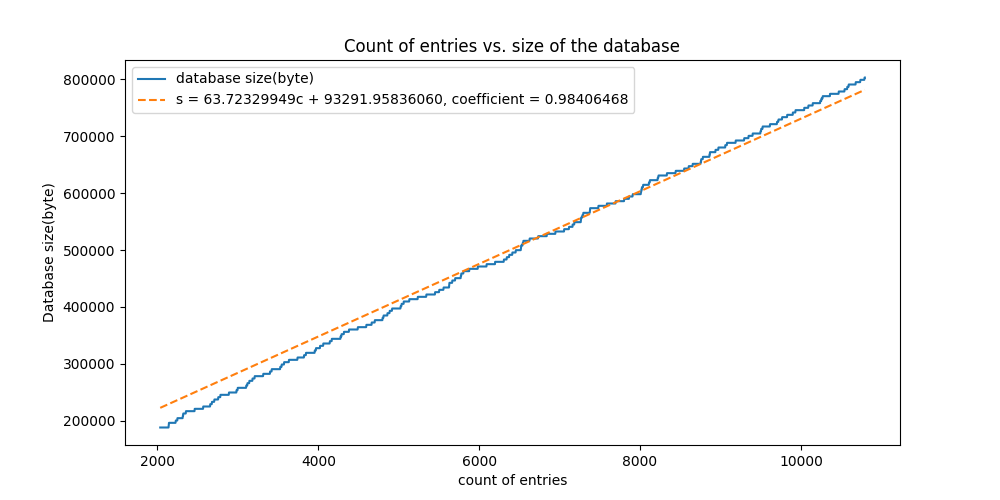 Count of entries vs. size of the database
database size(byte)
s = 63.72329949c + 93291.95836060, coefficient = 0.98406468
800000
700000
600000
500000
400000
300000
200000
Database size(byte)
2000 4000 6000 8000 10000
count of entries